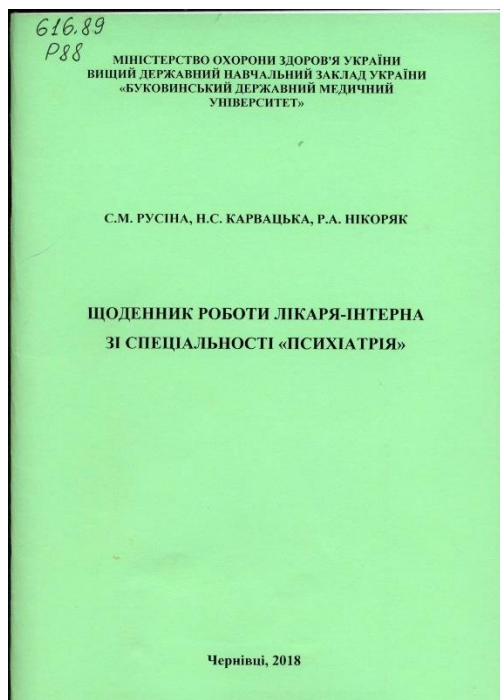 616.89
Р88
МІНІСТЕРСТВО ОХОРОНИ ЗДОРОВ'Я УКРАЇНИ
ВИЩИЙ ДЕРЖАВНИЙ НАВЧАЛЬНИЙ ЗАКЛАД УКРАЇНИ
«БУКОВИНСЬКИЙ ДЕРЖАВНИЙ МЕДИЧНИЙ
УНІВЕРСИТЕТ»
С.М. РУСІНА, Н.С. КАРВАЦЬКА, Р.А. НІКОРЯК
ЩОДЕННИК РОБОТИ ЛІКАРЯ-ІНТЕРНА
ЗІ СПЕЦІАЛЬНОСТІ «ПСИХІАТРІЯ»
Чернівці, 2018